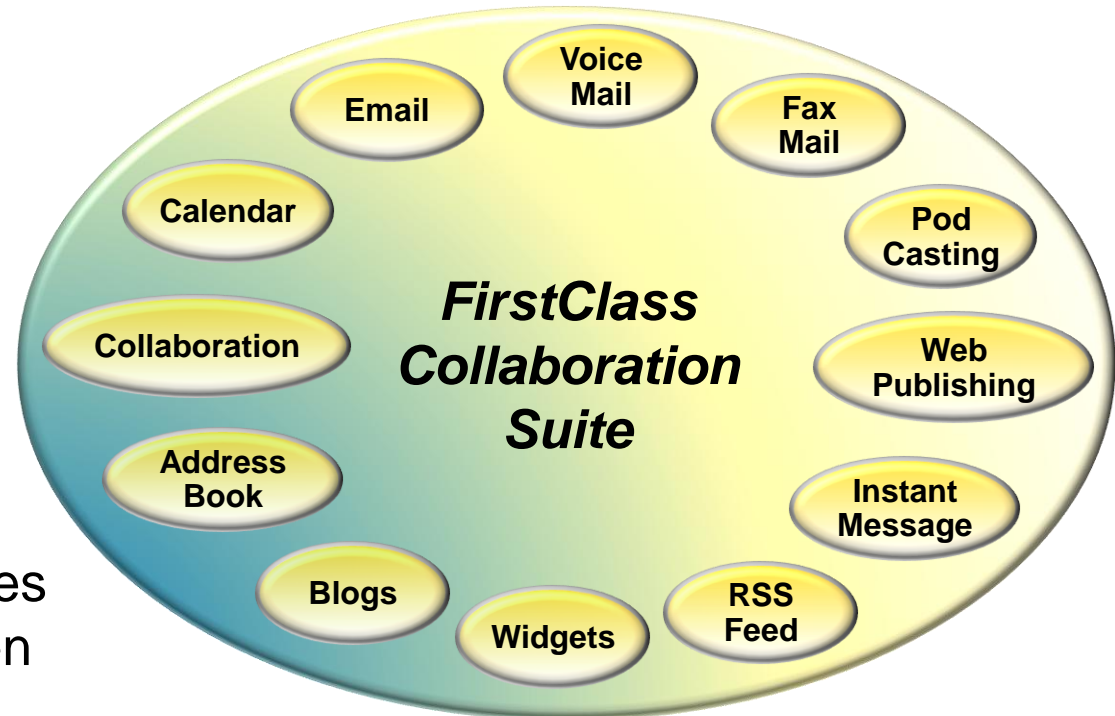 Voice
Mail
Email
Fax
Mail
Calendar
Pod
Casting
FirstClass
Collaboration
Suite
Collaboration
Web
Publishing
Address
Book
Instant
Message
Blogs
RSS
Feed
Widgets
es
n